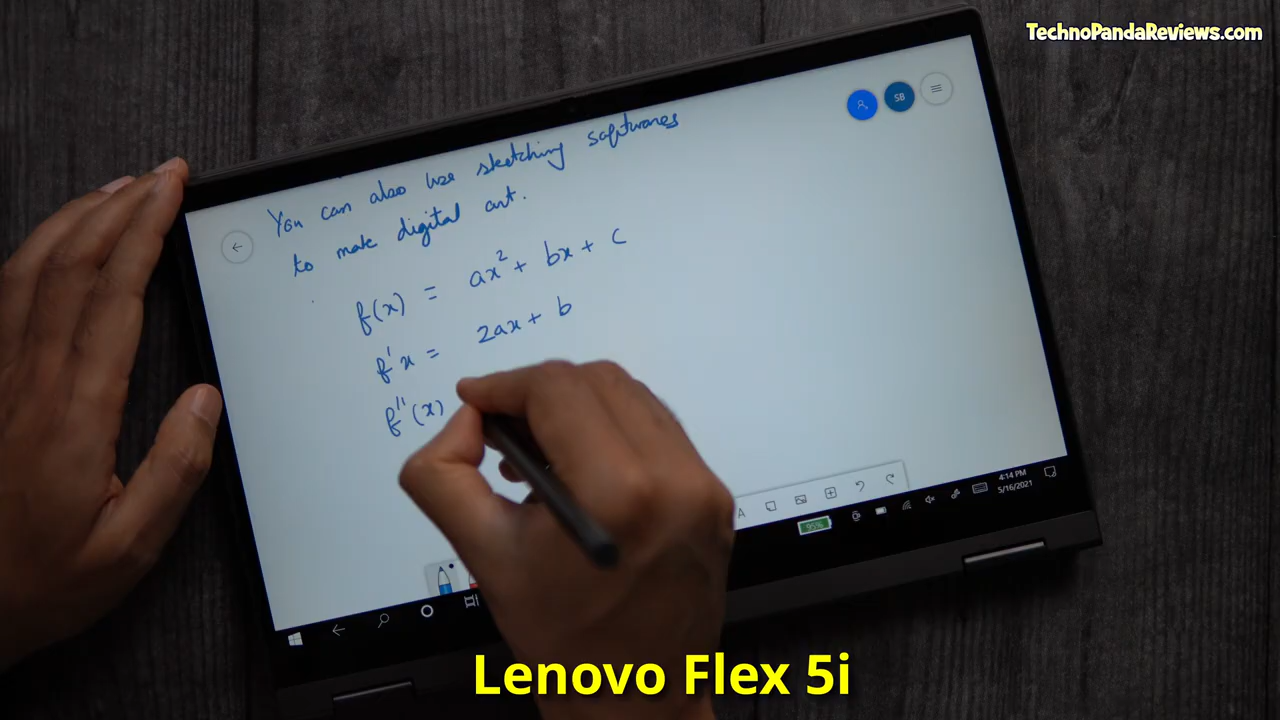 TechnoPandaReviews.com
SB
You can also use sketching softwares
to make digital art.
f(x) = ax² + bx + c
f'x = 2ax + b
f''(x)
A
95%
4:14 PM
5/16/2021
Lenovo Flex 5i